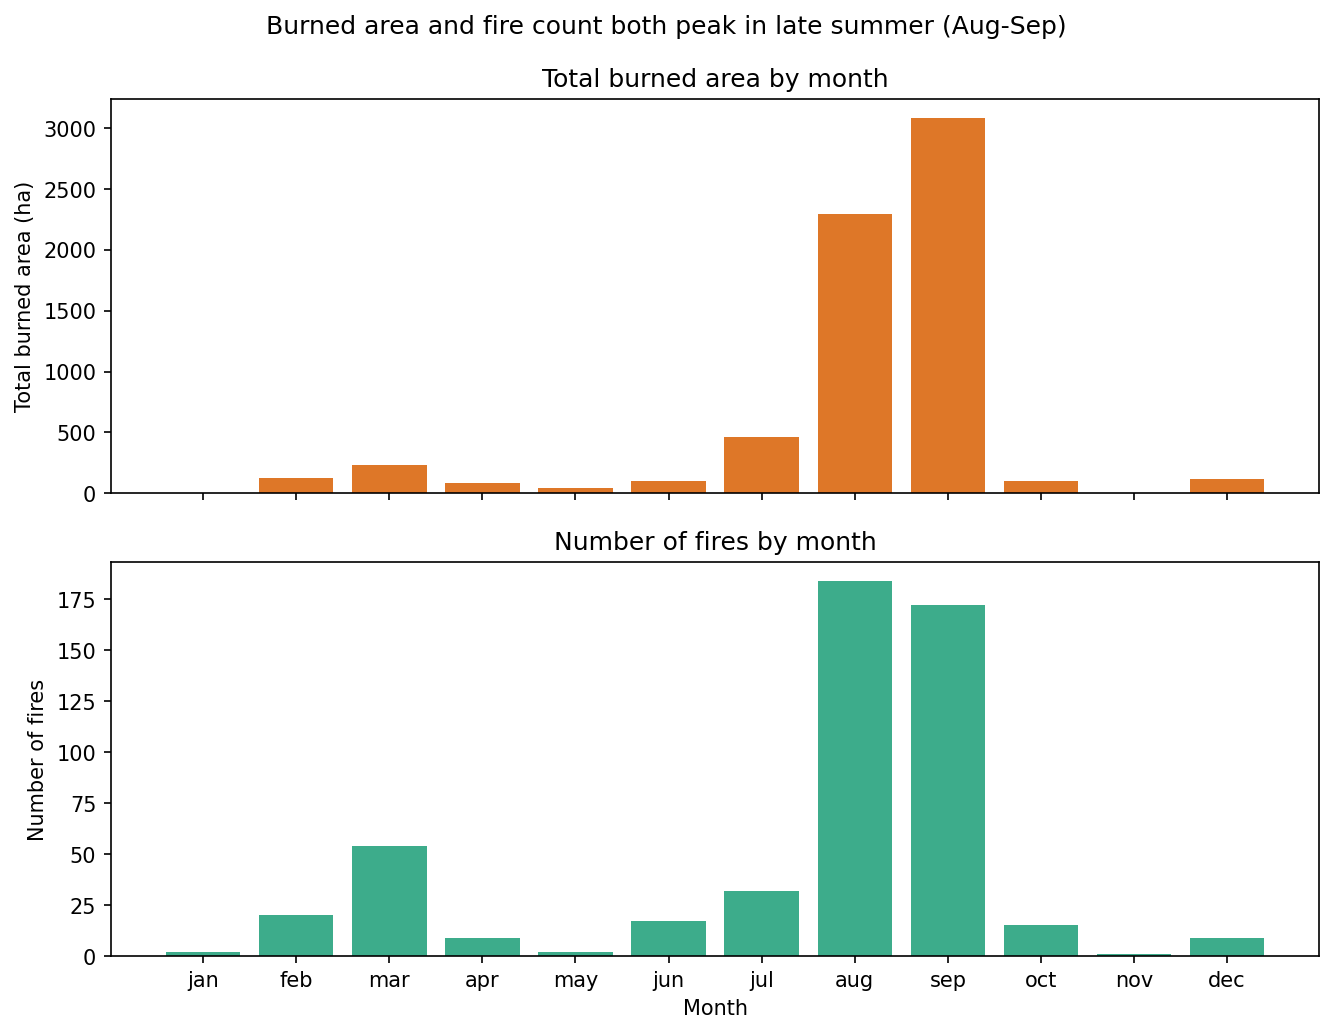 Burned area and fire count both peak in late summer (Aug-Sep)
Total burned area by month
Total burned area (ha)
3000
2500
2000
1500
1000
500
0
Number of fires by month
Number of fires
175
150
125
100
75
50
25
0
jan feb mar apr may jun jul aug sep oct nov dec
Month